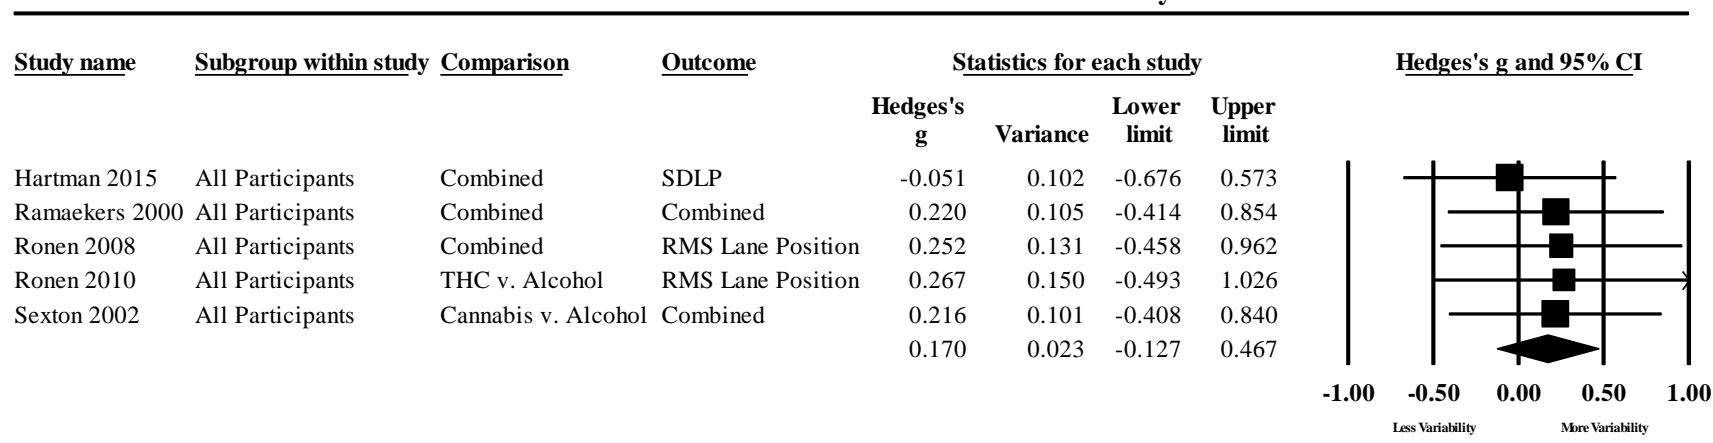 Study name Subgroup within study Comparison Outcome Statistics for each study Hedges's g and 95% CI
Hedges's g Variance Lower limit Upper limit
Hartman 2015 All Participants Combined SDLP -0.051 0.102 -0.676 0.573
Ramaekers 2000 All Participants Combined Combined 0.220 0.105 -0.414 0.854
Ronen 2008 All Participants Combined RMS Lane Position 0.252 0.131 -0.458 0.962
Ronen 2010 All Participants THC v. Alcohol RMS Lane Position 0.267 0.150 -0.493 1.026
Sexton 2002 All Participants Cannabis v. Alcohol Combined 0.216 0.101 -0.408 0.840
0.170 0.023 -0.127 0.467
-1.00 -0.50 0.00 0.50 1.00
Less Variability More Variability